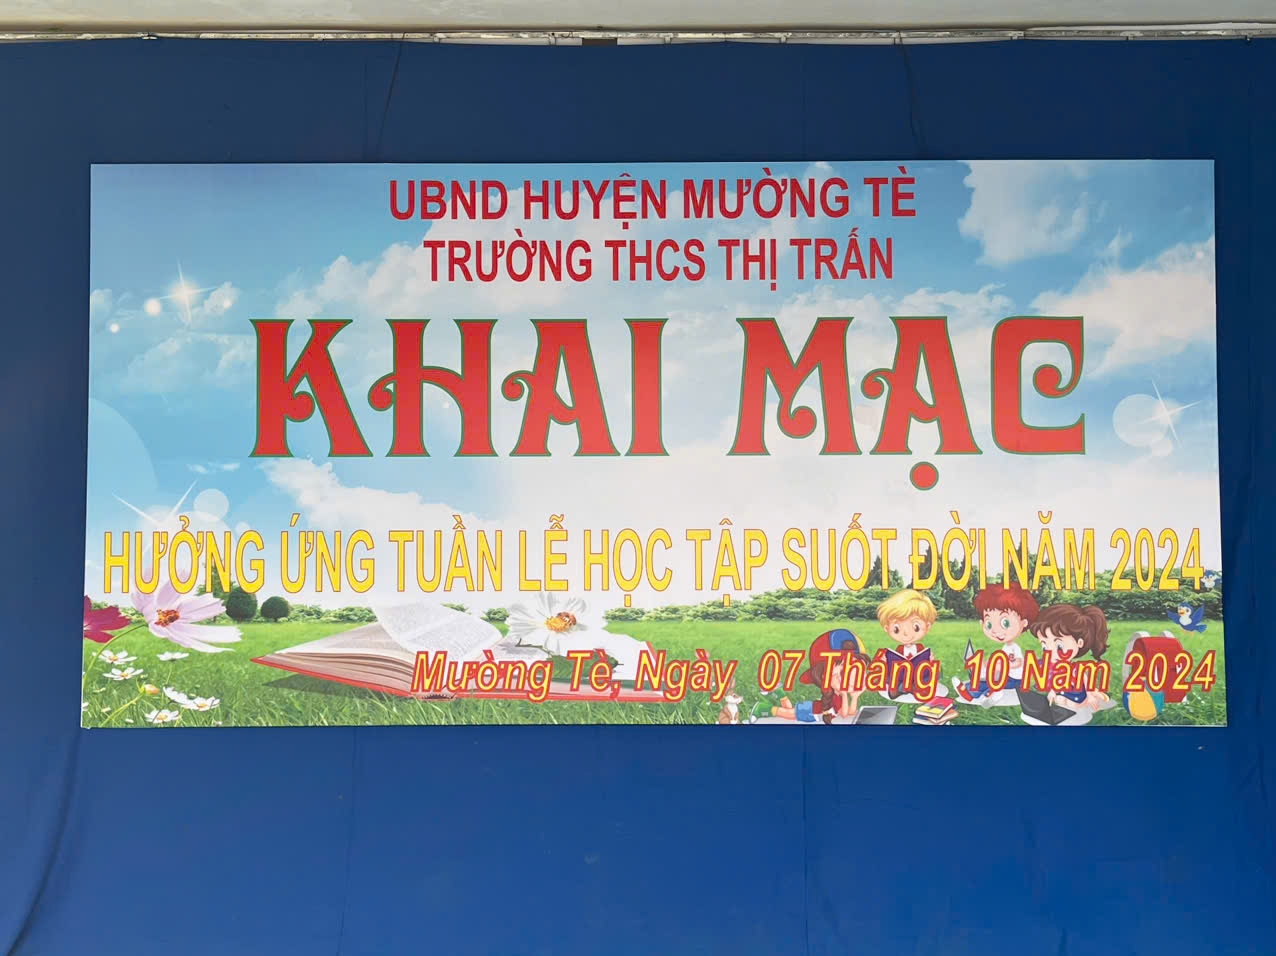 UBND HUYỆN MƯỜNG TÈ
TRƯỜNG THCS THỊ TRẤN
KHAI MẠC
HƯỞNG ỨNG TUẦN LỄ HỌC TẬP SUỐT ĐỜI NĂM 2024
Mường Tè, Ngày 07 Tháng 10 Năm 2024